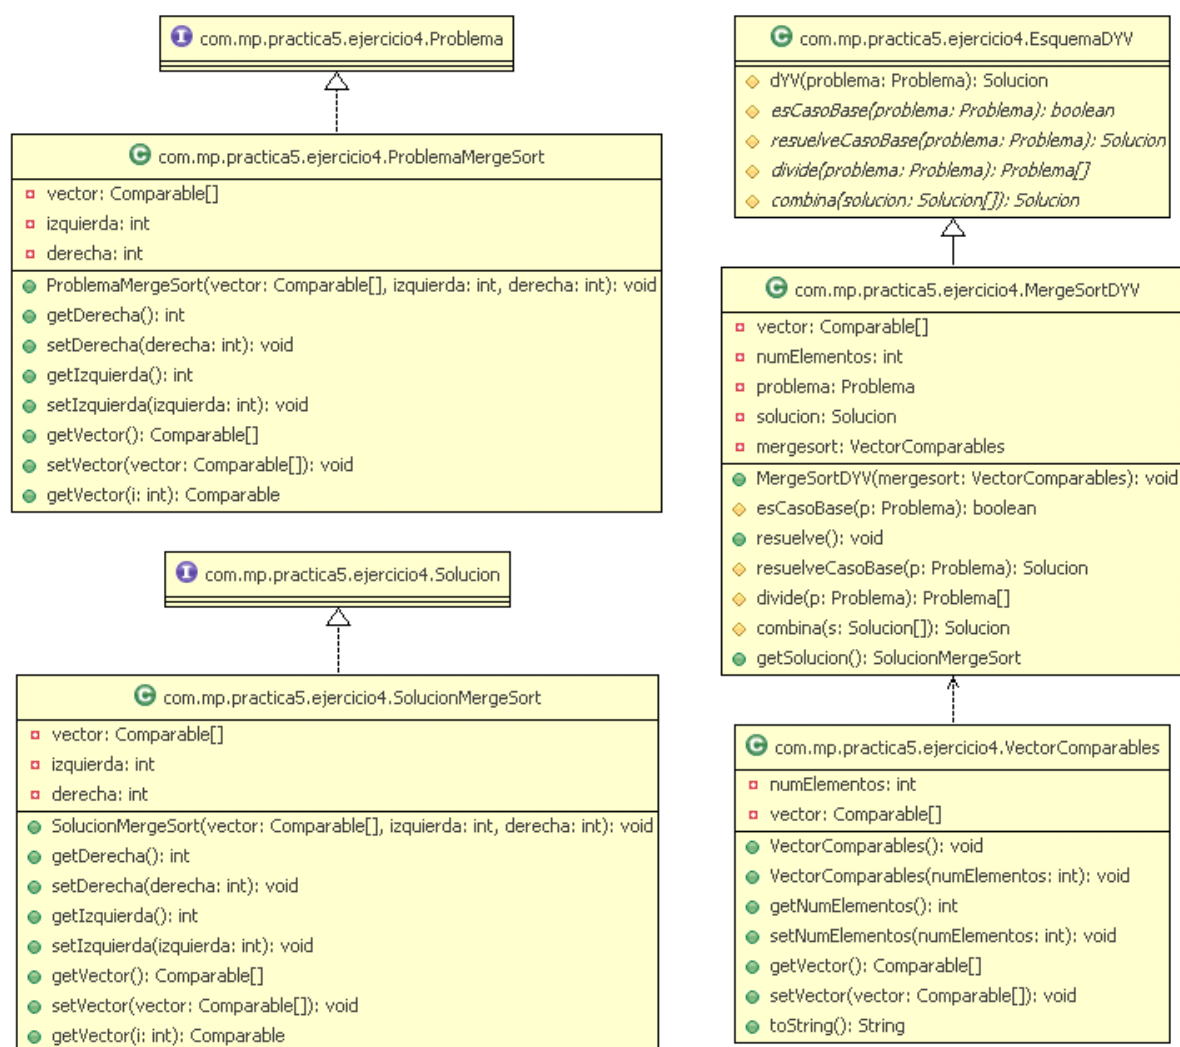 com.mp.practica5.ejercicio4.Problema
com.mp.practica5.ejercicio4.ProblemaMergeSort
vector: Comparable[]
izquierda: int
derecha: int
ProblemaMergeSort(vector: Comparable[], izquierda: int, derecha: int): void
getDerecha(): int
setDerecha(derecha: int): void
getIzquierda(): int
setIzquierda(izquierda: int): void
getVector(): Comparable[]
setVector(vector: Comparable[]): void
getVector(i: int): Comparable
com.mp.practica5.ejercicio4.Solucion
com.mp.practica5.ejercicio4.SolucionMergeSort
vector: Comparable[]
izquierda: int
derecha: int
SolucionMergeSort(vector: Comparable[], izquierda: int, derecha: int): void
getDerecha(): int
setDerecha(derecha: int): void
getIzquierda(): int
setIzquierda(izquierda: int): void
getVector(): Comparable[]
setVector(vector: Comparable[]): void
getVector(i: int): Comparable
com.mp.practica5.ejercicio4.EsquemaDYV
dYV(problema: Problema): Solucion
esCasoBase(problema: Problema): boolean
resuelveCasoBase(problema: Problema): Solucion
divide(problema: Problema): Problema[]
combina(solucion: Solucion[]): Solucion
com.mp.practica5.ejercicio4.MergeSortDYV
vector: Comparable[]
numElementos: int
problema: Problema
solucion: Solucion
mergesort: VectorComparables
MergeSortDYV(mergesort: VectorComparables): void
esCasoBase(p: Problema): boolean
resuelve(): void
resuelveCasoBase(p: Problema): Solucion
divide(p: Problema): Problema[]
combina(s: Solucion[]): Solucion
getSolucion(): SolucionMergeSort
com.mp.practica5.ejercicio4.VectorComparables
numElementos: int
vector: Comparable[]
VectorComparables(): void
VectorComparables(numElementos: int): void
getNumElementos(): int
setNumElementos(numElementos: int): void
getVector(): Comparable[]
setVector(vector: Comparable[]): void
toString(): String